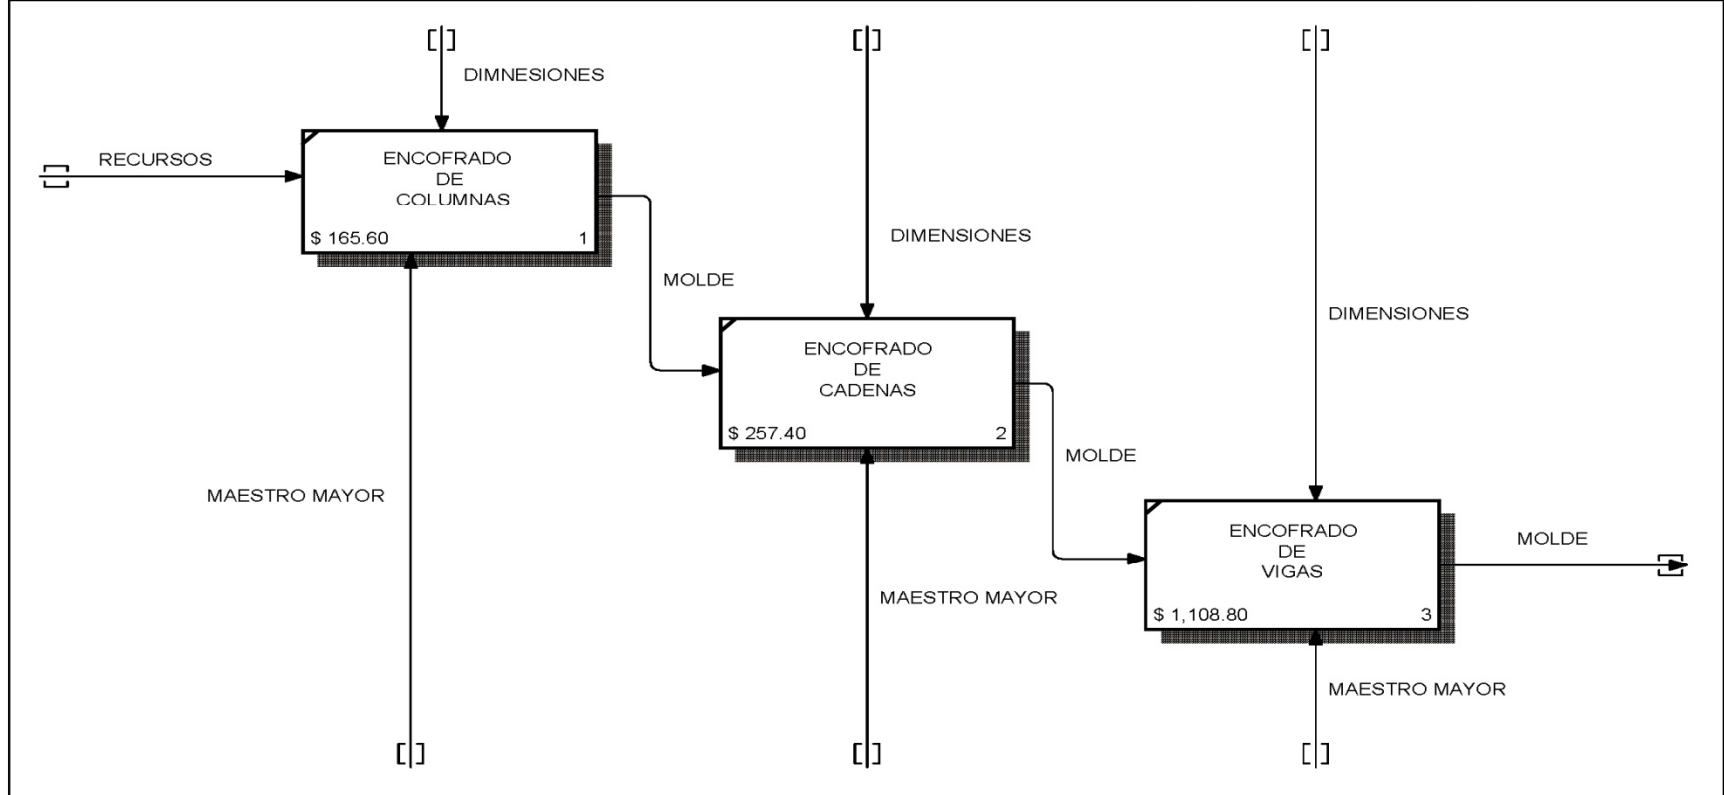 DIMNESIONES
RECURSOS
ENCOFRADO
DE
COLUMNAS
$ 165.60 1
DIMENSIONES
MOLDE
DIMENSIONES
ENCOFRADO
DE
CADENAS
$ 257.40 2
MOLDE
MAESTRO MAYOR
ENCOFRADO
DE
VIGAS
$ 1,108.80 3
MOLDE
MAESTRO MAYOR
MAESTRO MAYOR